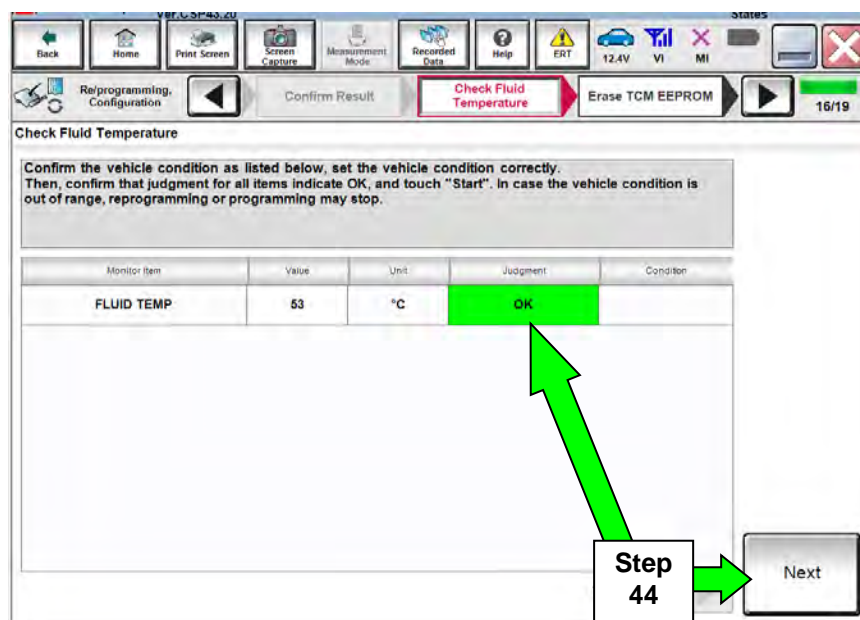 Ver.CSP43.20
States
Back
Home
Print Screen
Screen
Capture
Measurement
Mode
Recorded
Data
Help
ERT
12.4V
VI
MI
Re/programming,
Configuration
Confirm Result
Check Fluid
Temperature
Erase TCM EEPROM
16/19
Check Fluid Temperature
Confirm the vehicle condition as listed below, set the vehicle condition correctly.
Then, confirm that judgment for all items indicate OK, and touch "Start". In case the vehicle condition is
out of range, reprogramming or programming may stop.
Monitor Item
Value
Unit
Judgment
Condition
FLUID TEMP
53
°C
OK
Step
44
Next